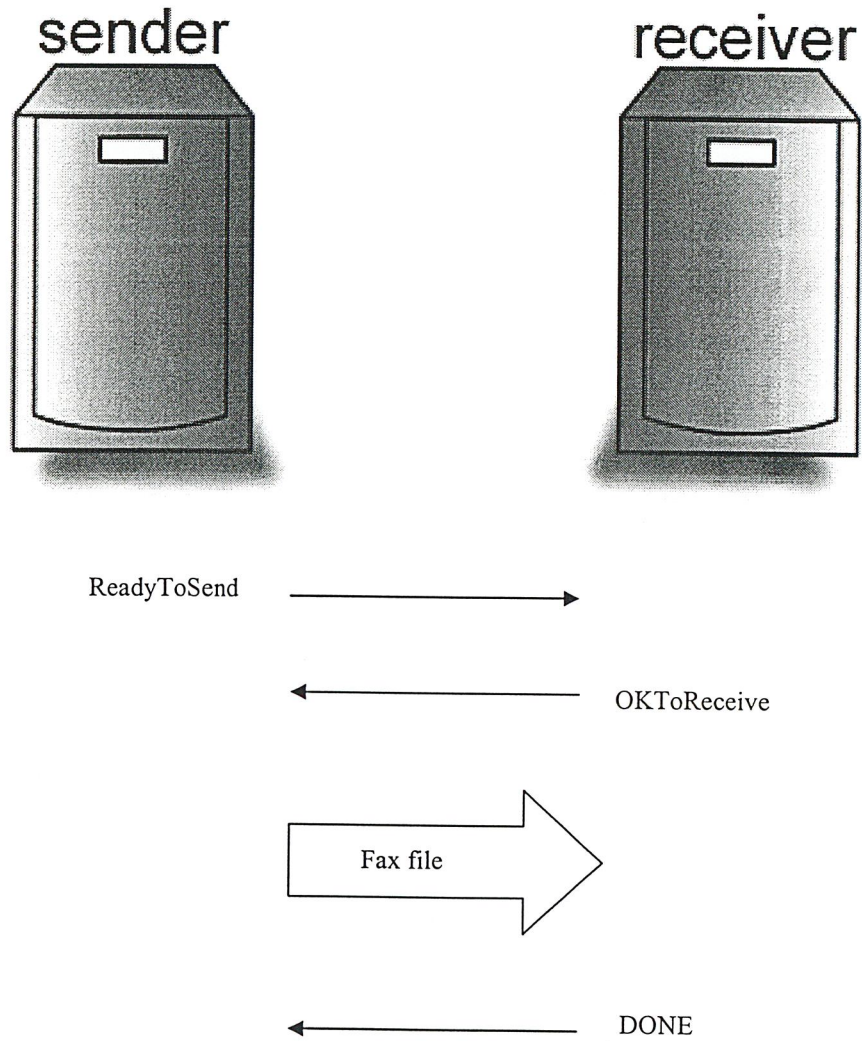 sender
receiver
ReadyToSend
OKToReceive
Fax file
DONE